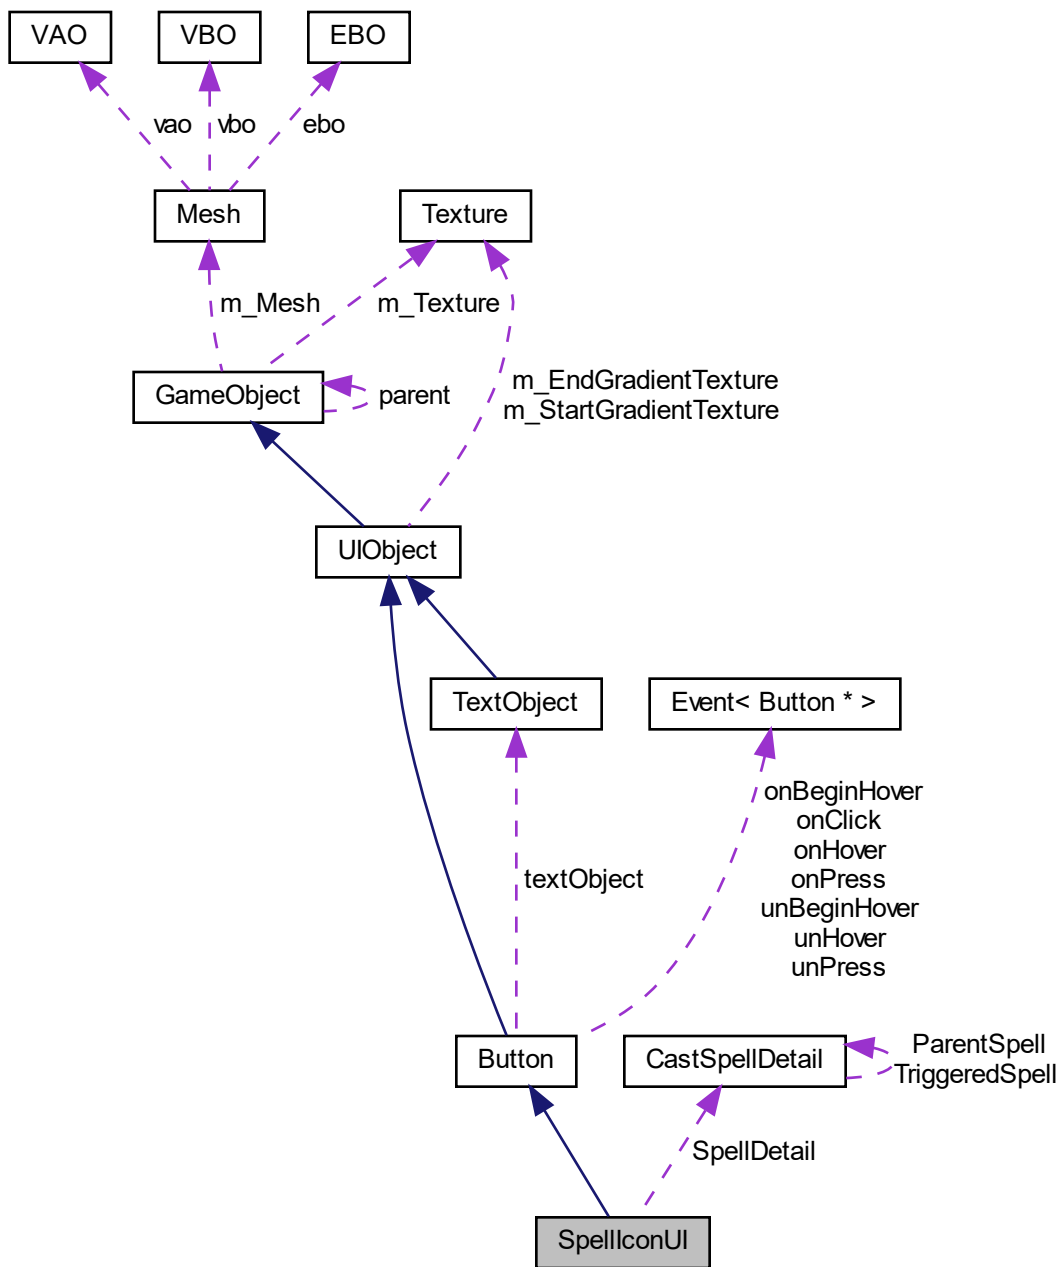 VAO
VBO
EBO
vao
vbo
ebo
Mesh
Texture
m_Mesh
m_Texture
GameObject
parent
m_EndGradientTexture
m_StartGradientTexture
UIObject
TextObject
Event< Button * >
onBeginHover
onClick
onHover
onPress
unBeginHover
unHover
unPress
textObject
Button
CastSpellDetail
ParentSpell
TriggeredSpell
SpellDetail
SpellIconUI